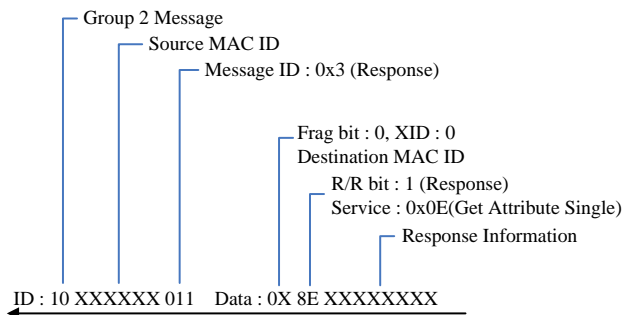 Group 2 Message
Source MAC ID
Message ID : 0x3 (Response)
Frag bit : 0, XID : 0
Destination MAC ID
R/R bit : 1 (Response)
Service : 0x0E(Get Attribute Single)
Response Information
ID : 10 XXXXXX 011 Data : 0X 8E XXXXXXXX